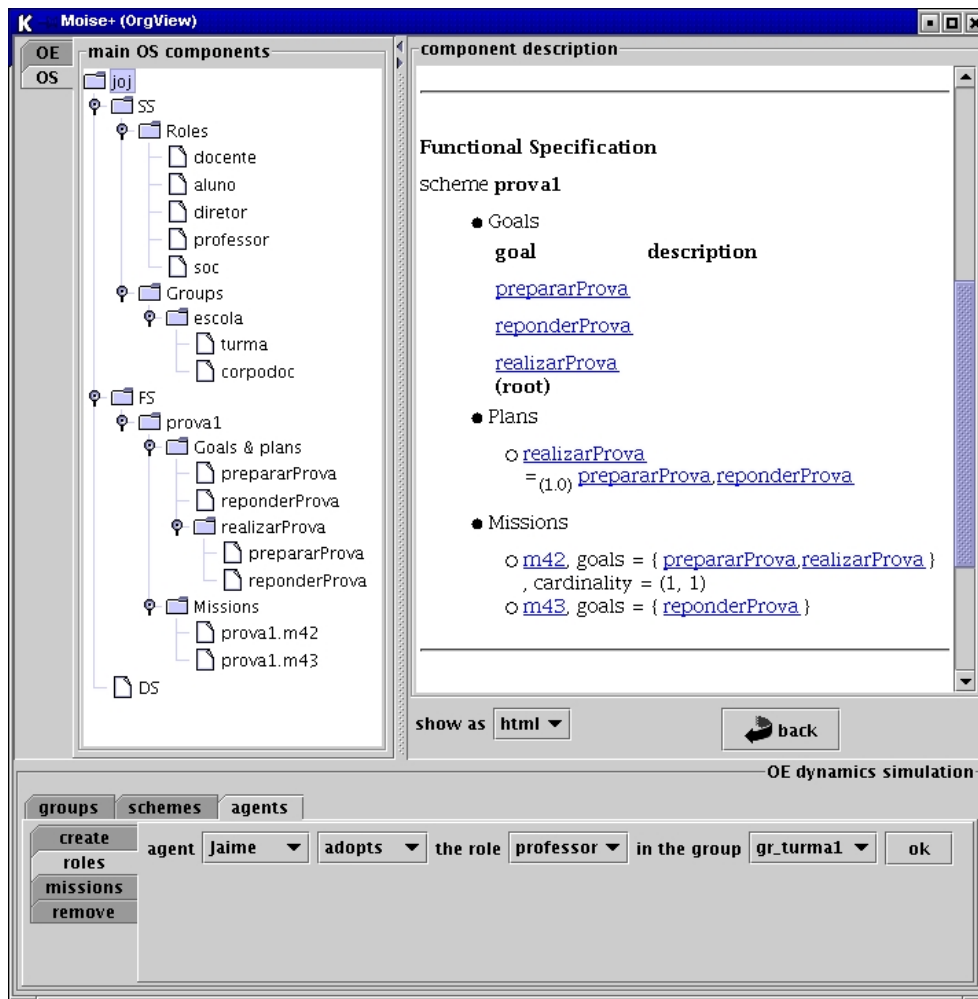 Moise+ (OrgView)
OE
OS
main OS components
joj
SS
Roles
docente
aluno
diretor
professor
soc
Groups
escola
turma
corpodoc
FS
prova1
Goals & plans
prepararProva
reponderProva
realizarProva
prepararProva
reponderProva
Missions
prova1.m42
prova1.m43
DS
component description
Functional Specification
scheme prova1
Goals
goal description
prepararProva
reponderProva
realizarProva
(root)
Plans
realizarProva
=(1.0) prepararProva,reponderProva
Missions
m42, goals = { prepararProva,realizarProva }
, cardinality = (1, 1)
m43, goals = { reponderProva }
show as html
back
OE dynamics simulation
groups schemes agents
create
roles
missions
remove
agent Jaime adopts the role professor in the group gr_turma1 ok